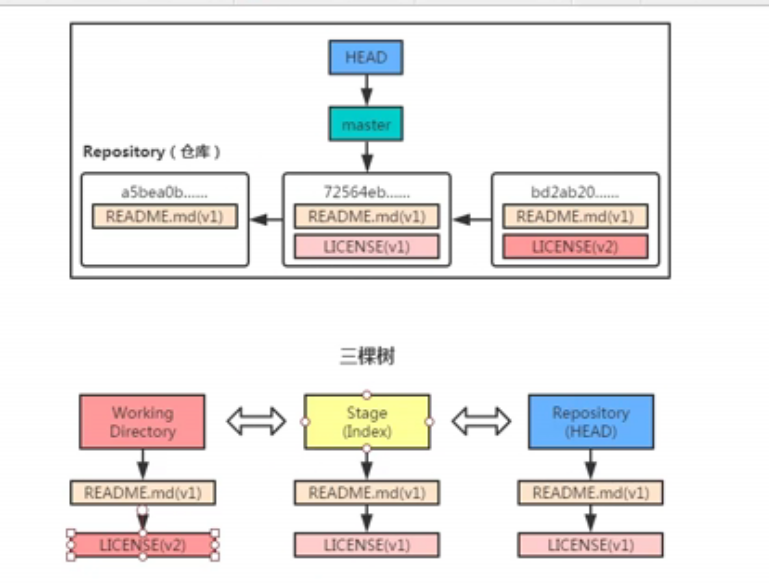 HEAD
master
Repository（仓库）
a5bea0b......
72564eb......
bd2ab20......
README.md(v1)
README.md(v1)
README.md(v1)
LICENSE(v1)
LICENSE(v2)
三棵树
Working
Directory
Stage
(Index)
Repository
(HEAD)
README.md(v1)
README.md(v1)
README.md(v1)
LICENSE(v2)
LICENSE(v1)
LICENSE(v1)